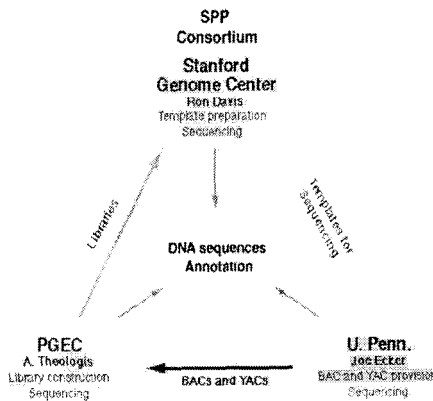 SPP
Consortium
Stanford
Genome Center
Ron Davis
Template preparation
Sequencing
Libraries
Templates for
Sequencing
DNA sequences
Annotation
PGEC
A. Theologis
Library construction
Sequencing
BACs and YACs
U. Penn.
Joe Ecker
BAC and YAC provision
Sequencing